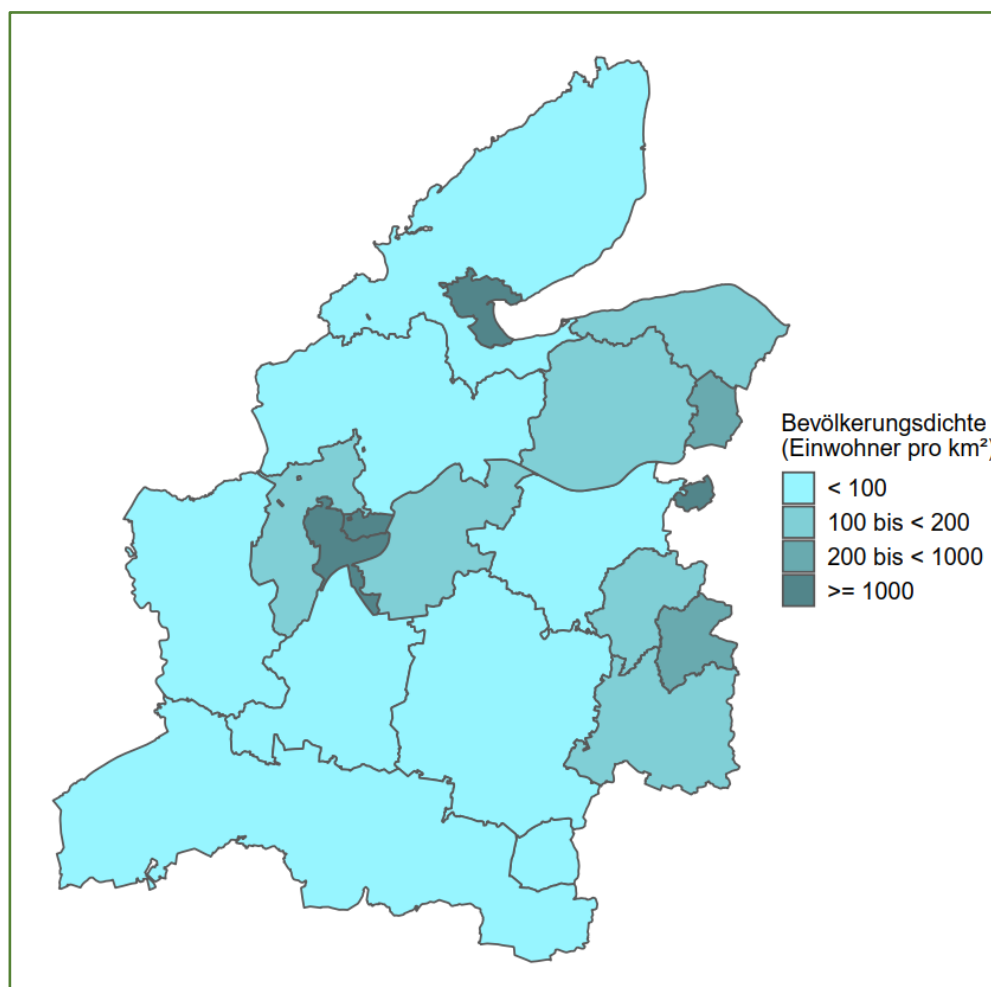 Bevölkerungsdichte
(Einwohner pro km²)
< 100
100 bis < 200
200 bis < 1000
>= 1000